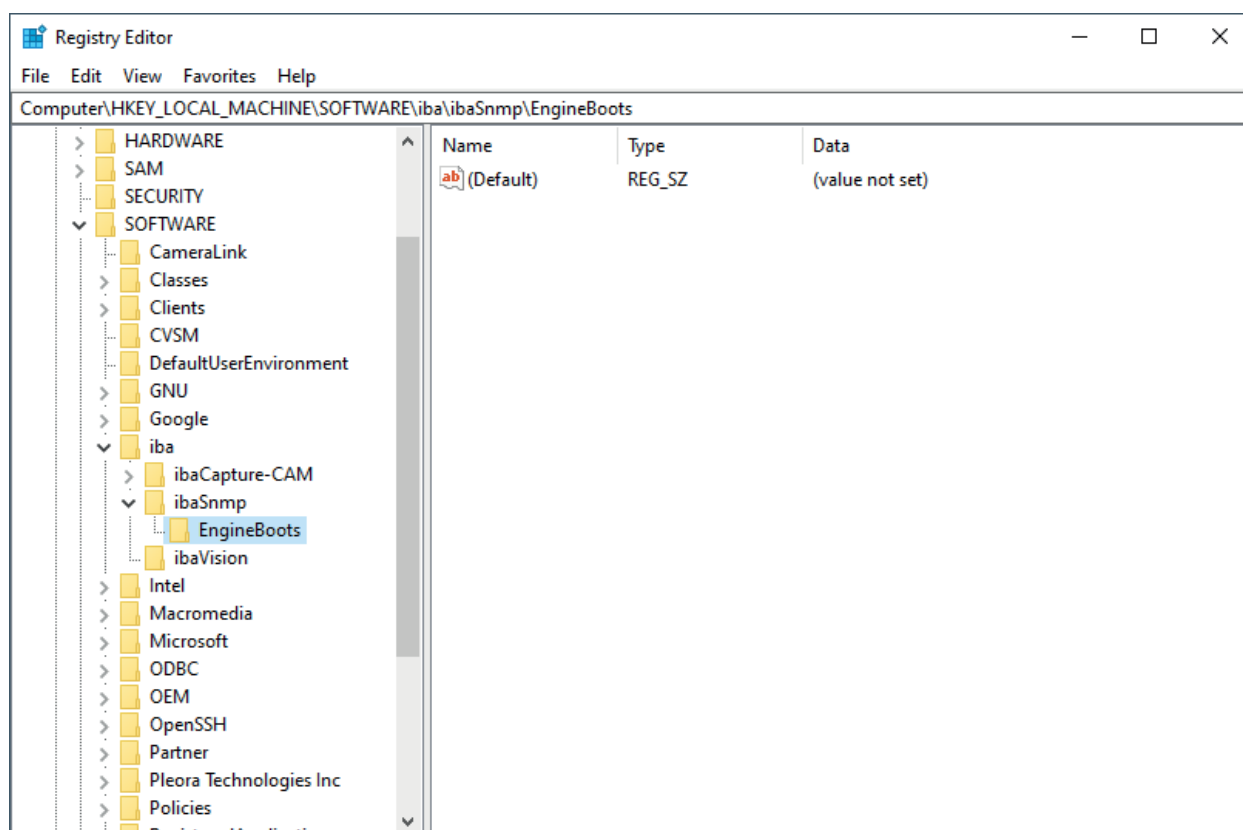 Registry Editor
File Edit View Favorites Help
Computer\HKEY_LOCAL_MACHINE\SOFTWARE\iba\ibaSnmp\EngineBoots
HARDWARE
SAM
SECURITY
SOFTWARE
CameraLink
Classes
Clients
CVSM
DefaultUserEnvironment
GNU
Google
iba
ibaCapture-CAM
ibaSnmp
EngineBoots
ibaVision
Intel
Macromedia
Microsoft
ODBC
OEM
OpenSSH
Partner
Pleora Technologies Inc
Policies
Name Type Data
ab (Default) REG_SZ (value not set)